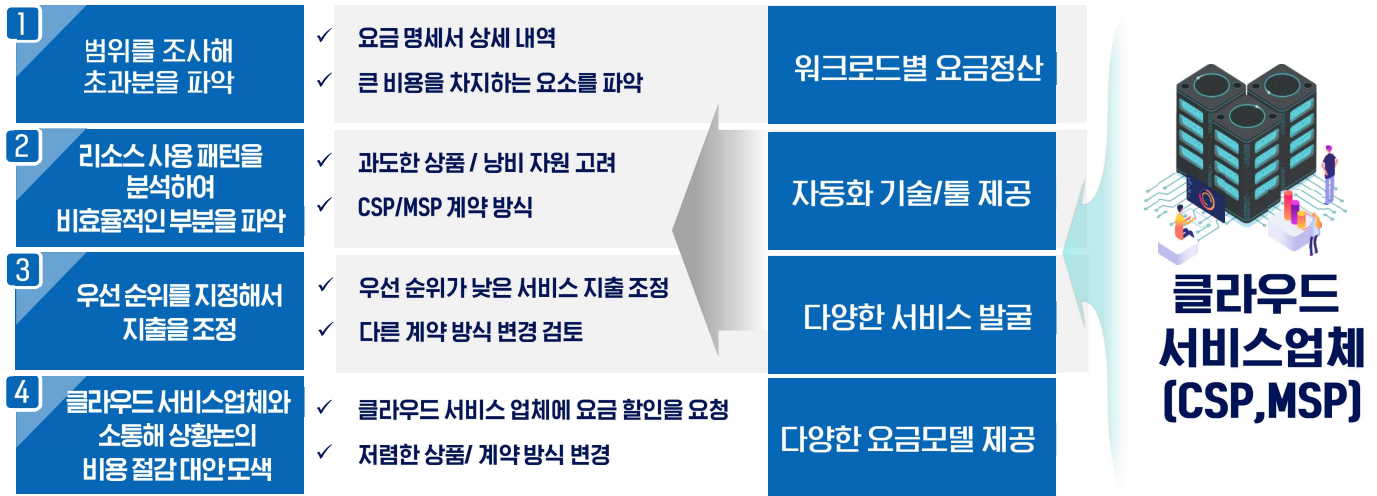 1
범위를 조사해
초과분을 파악
✓ 요금 명세서 상세 내역
✓ 큰 비용을 차지하는 요소를 파악
워크로드별 요금정산
2
리소스 사용 패턴을
분석하여
비효율적인 부분을 파악
✓ 과도한 상품 / 낭비 자원 고려
✓ CSP/MSP 계약 방식
자동화 기술/툴 제공
3
우선 순위를 지정해서
지출을 조정
✓ 우선 순위가 낮은 서비스 지출 조정
✓ 다른 계약 방식 변경 검토
다양한 서비스 발굴
4
클라우드 서비스업체와
소통해 상황논의
비용 절감 대안 모색
✓ 클라우드 서비스 업체에 요금 할인을 요청
✓ 저렴한 상품/ 계약 방식 변경
다양한 요금모델 제공
클라우드
서비스업체
(CSP,MSP)